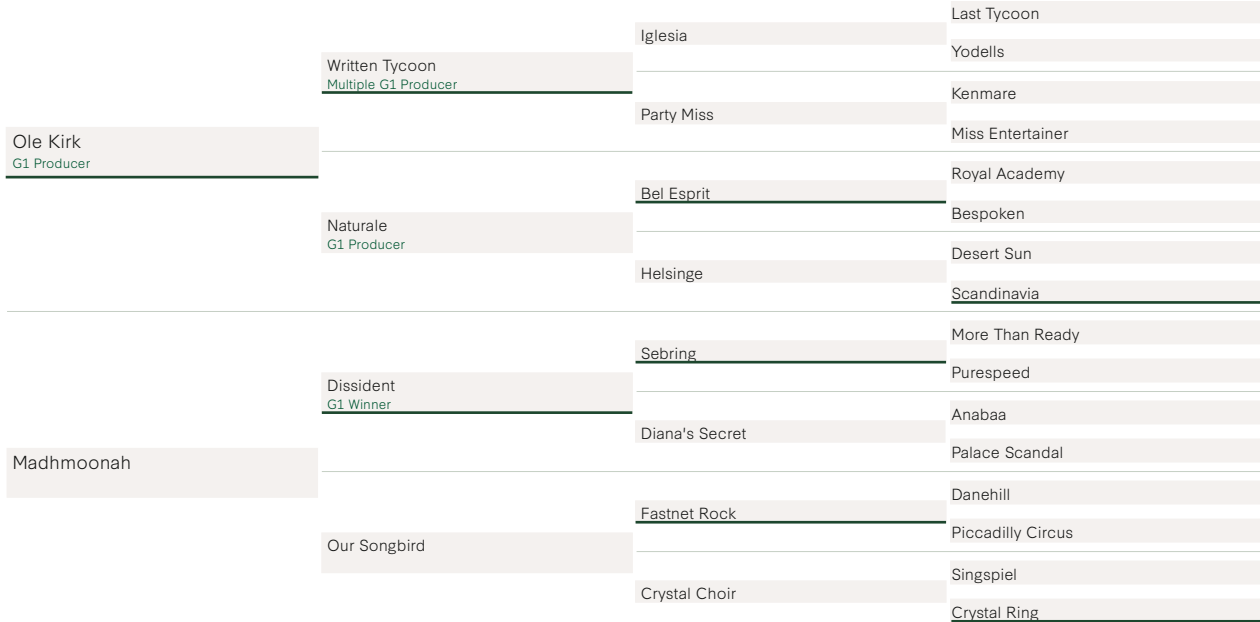 Ole Kirk
G1 Producer
Written Tycoon
Multiple G1 Producer
Iglesia
Last Tycoon
Yodells
Party Miss
Kenmare
Miss Entertainer
Naturale
G1 Producer
Bel Esprit
Royal Academy
Bespoken
Helsinge
Desert Sun
Scandinavia
Madhmoonah
Dissident
G1 Winner
Sebring
More Than Ready
Purespeed
Diana's Secret
Anabaa
Palace Scandal
Our Songbird
Fastnet Rock
Danehill
Piccadilly Circus
Crystal Choir
Singspiel
Crystal Ring